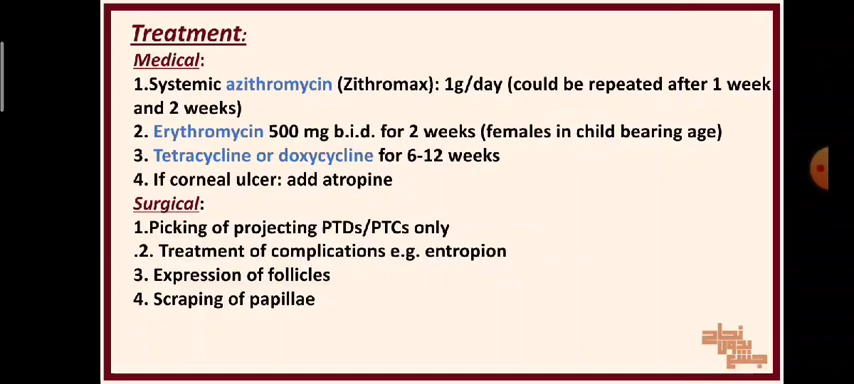 Treatment:
Medical:
1.Systemic azithromycin (Zithromax): 1g/day (could be repeated after 1 week
and 2 weeks)
2. Erythromycin 500 mg b.i.d. for 2 weeks (females in child bearing age)
3. Tetracycline or doxycycline for 6-12 weeks
4. If corneal ulcer: add atropine
Surgical:
1.Picking of projecting PTDs/PTCs only
.2. Treatment of complications e.g. entropion
3. Expression of follicles
4. Scraping of papillae
نجاح
بدون
جشع